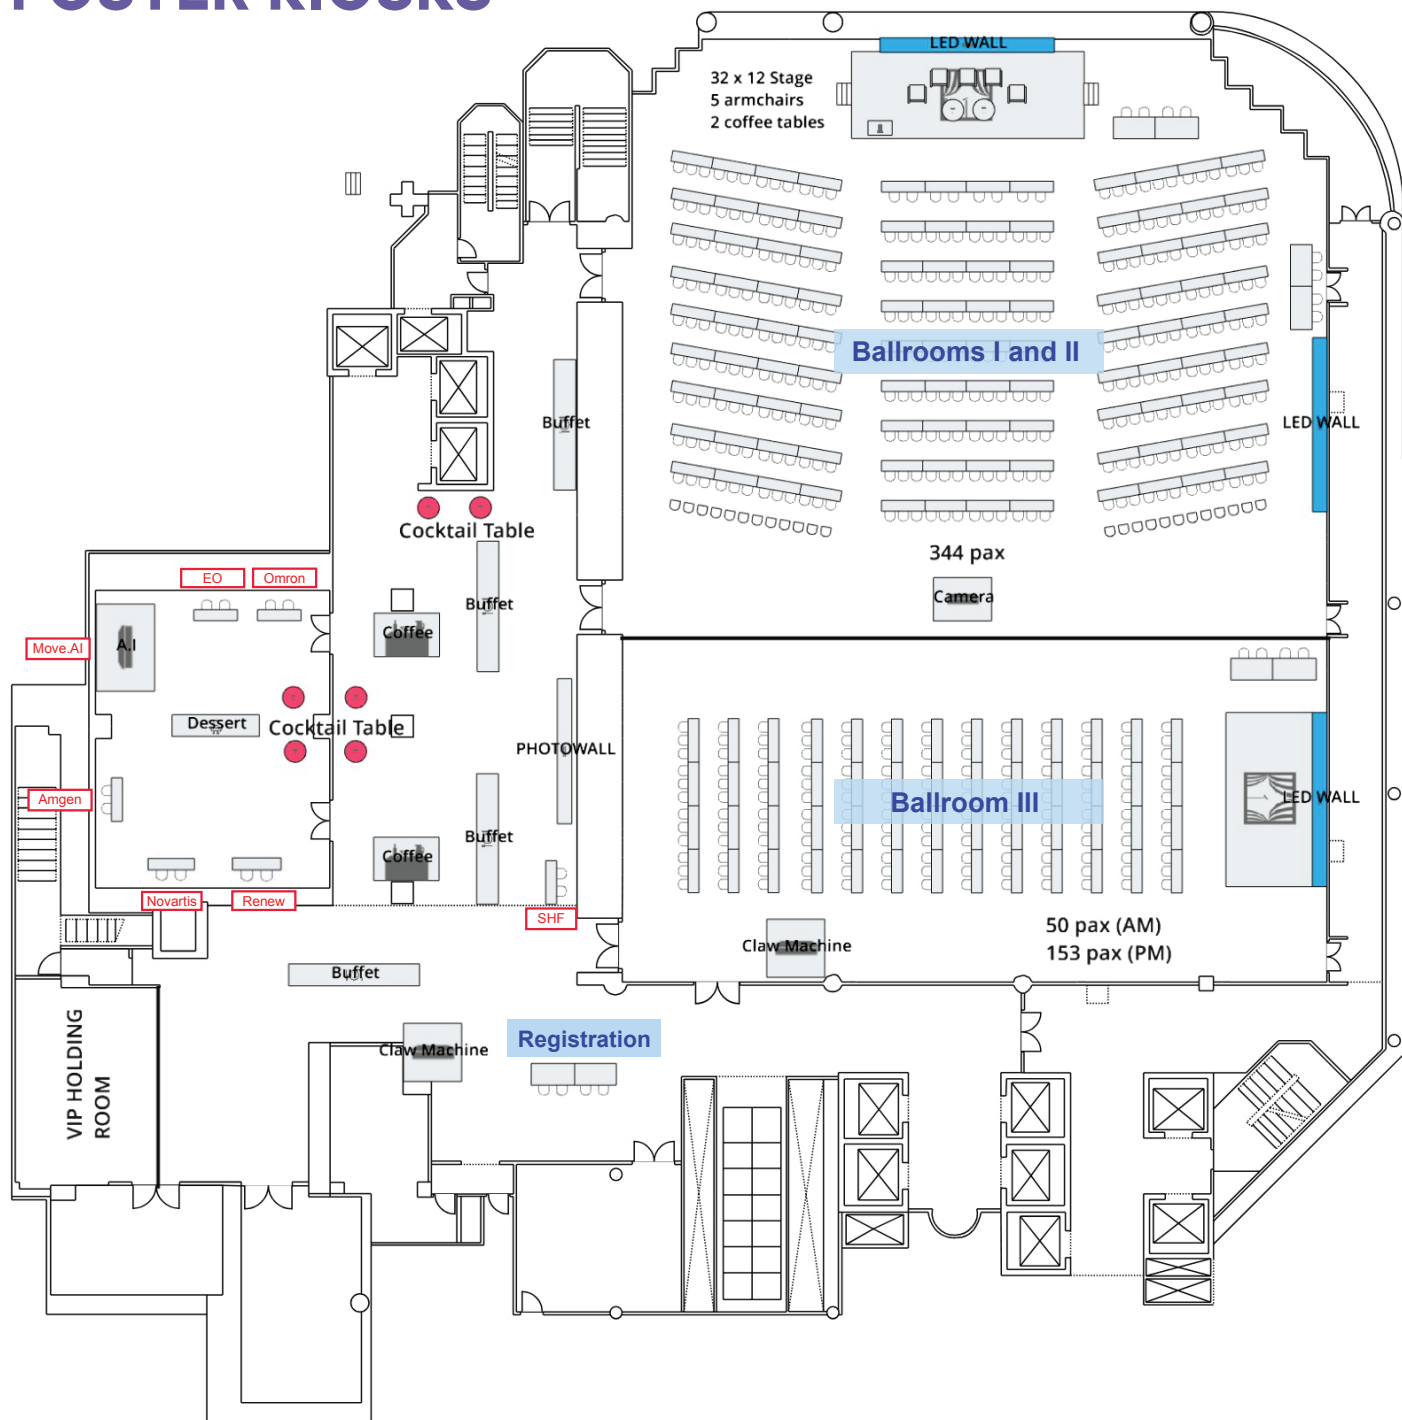 POSTER KIOSKS
LED WALL
32 x 12 Stage
5 armchairs
2 coffee tables
Ballrooms I and II
Buffet
LED WALL
Cocktail Table
344 pax
EO
Omron
Buffet
Camera
Coffee
Move.AI
A.I
Dessert
Cocktail Table
PHOTOWALL
Amgen
Ballroom III
LED WALL
Buffet
Coffee
Novartis
Renew
SHF
50 pax (AM)
153 pax (PM)
Claw Machine
Buffet
VIP HOLDING
ROOM
Claw Machine
Registration